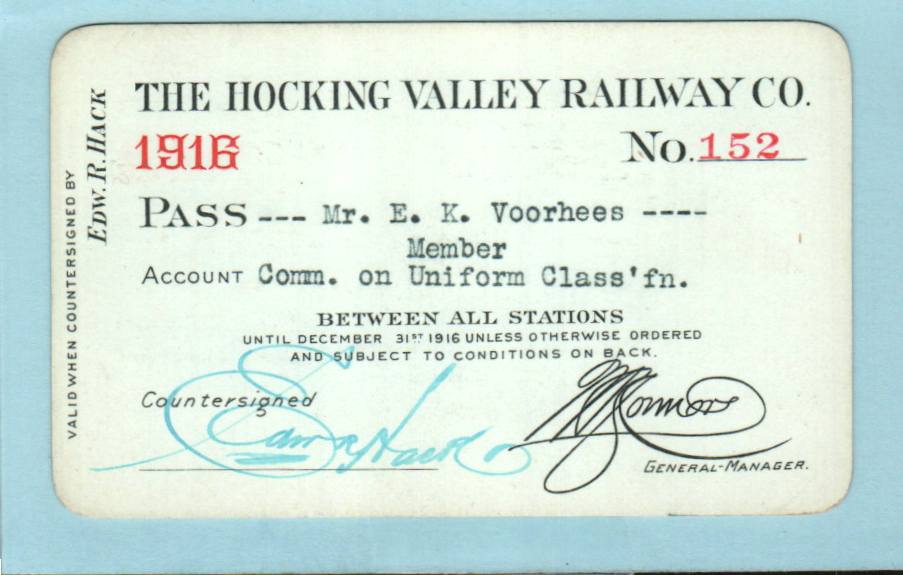 THE HOCKING VALLEY RAILWAY CO.
1916
No. 152
PASS --- Mr. E. K. Voorhees ----
Member
ACCOUNT Comm. on Uniform Class'fn.
BETWEEN ALL STATIONS
UNTIL DECEMBER 31ST 1916 UNLESS OTHERWISE ORDERED
AND SUBJECT TO CONDITIONS ON BACK.
Countersigned
Edw R Hack
GENERAL-MANAGER.
VALID WHEN COUNTERSIGNED BY
EDW. R. HACK